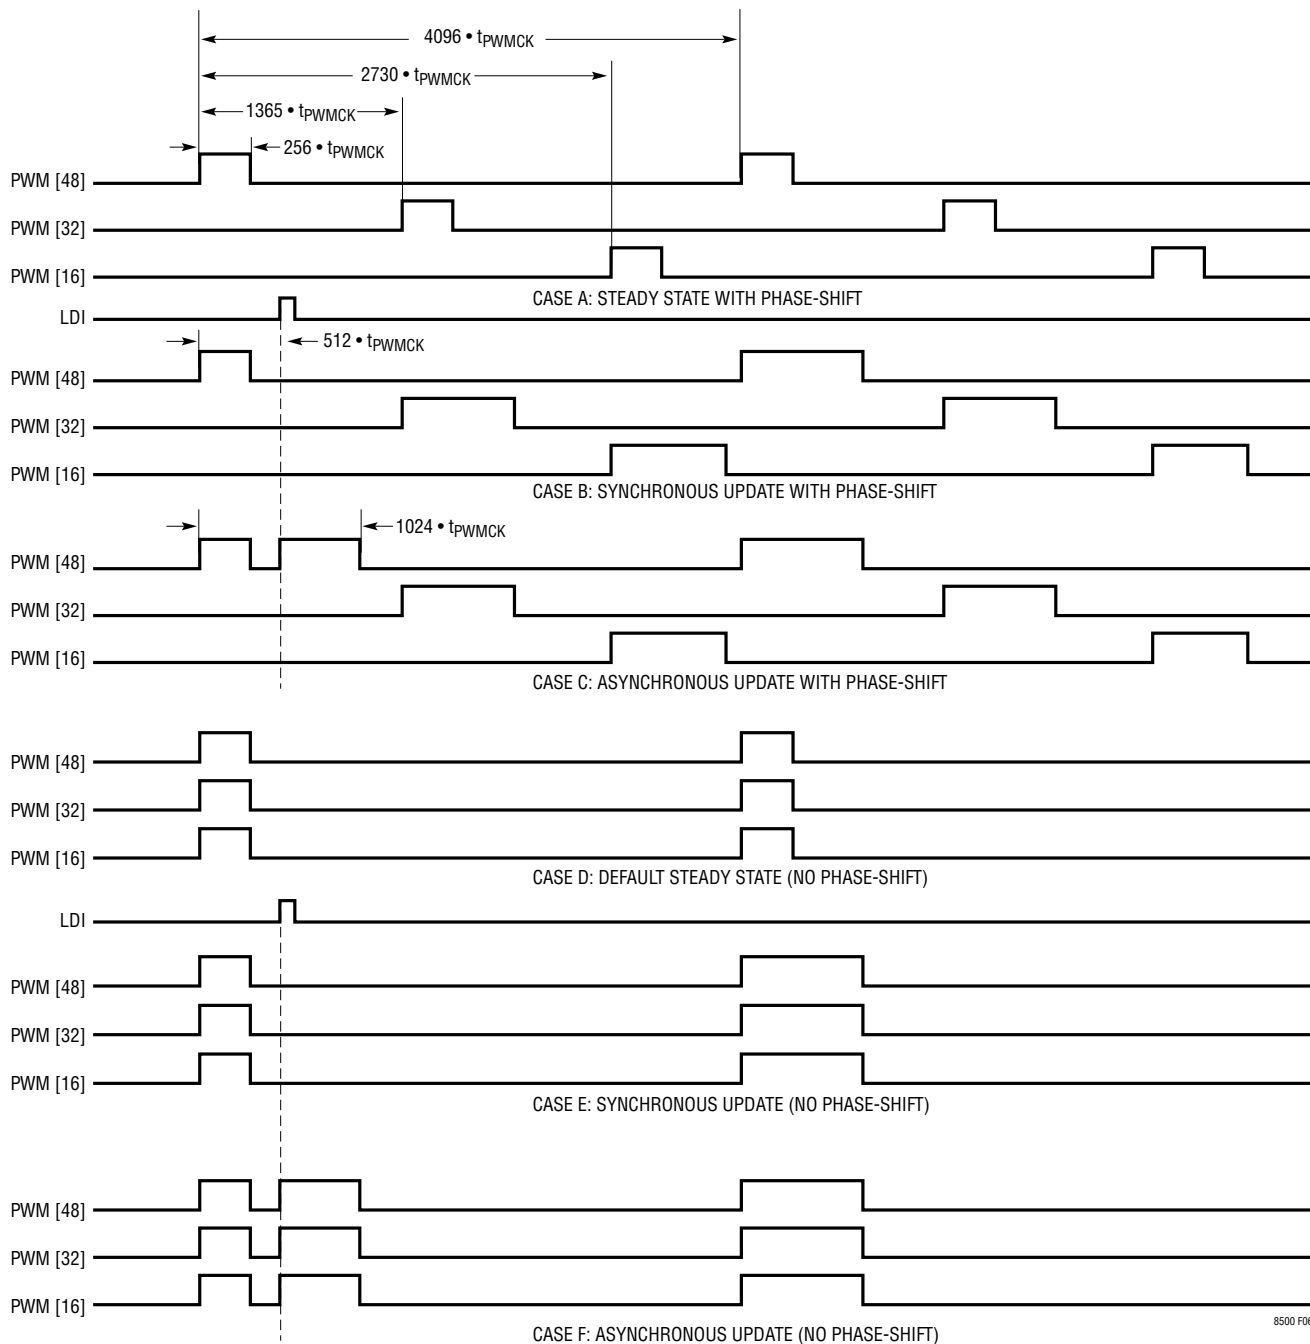 4096 • tPWMCK
2730 • tPWMCK
1365 • tPWMCK
256 • tPWMCK
PWM [48]
PWM [32]
PWM [16]
CASE A: STEADY STATE WITH PHASE-SHIFT
LDI
512 • tPWMCK
PWM [48]
PWM [32]
PWM [16]
CASE B: SYNCHRONOUS UPDATE WITH PHASE-SHIFT
1024 • tPWMCK
PWM [48]
PWM [32]
PWM [16]
CASE C: ASYNCHRONOUS UPDATE WITH PHASE-SHIFT
PWM [48]
PWM [32]
PWM [16]
CASE D: DEFAULT STEADY STATE (NO PHASE-SHIFT)
LDI
PWM [48]
PWM [32]
PWM [16]
CASE E: SYNCHRONOUS UPDATE (NO PHASE-SHIFT)
PWM [48]
PWM [32]
PWM [16]
CASE F: ASYNCHRONOUS UPDATE (NO PHASE-SHIFT)
8500